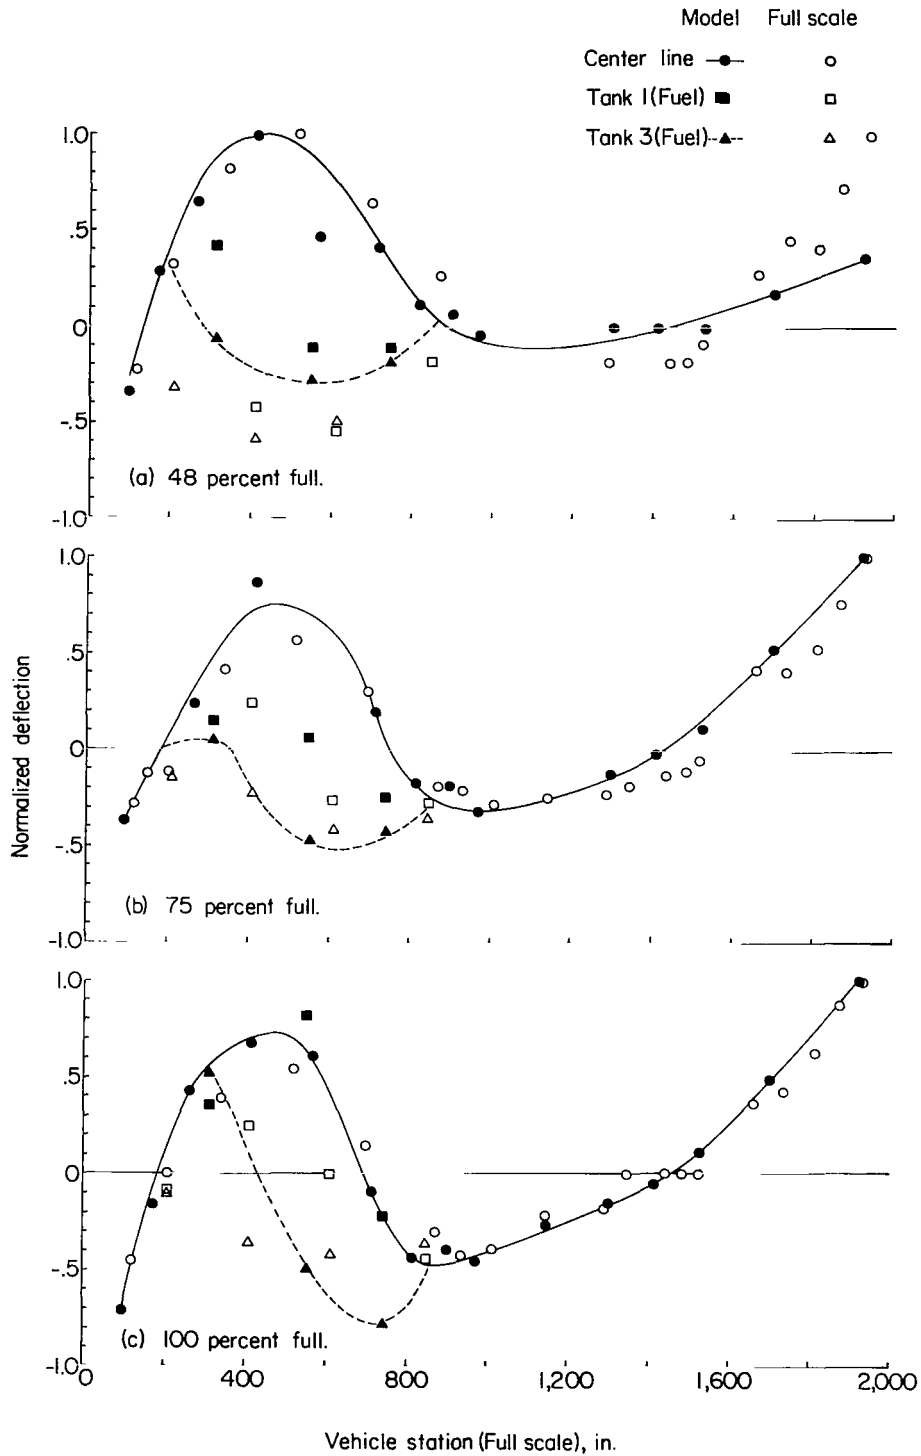 Model Full scale
Center line
Tank 1 (Fuel)
Tank 3 (Fuel)
1.0
.5
0
-.5
(a) 48 percent full.
-1.0
1.0
.5
0
-.5
(b) 75 percent full.
-1.0
Normalized deflection
1.0
.5
0
-.5
(c) 100 percent full.
-1.0
0 400 800 1,200 1,600 2,000
Vehicle station (Full scale), in.